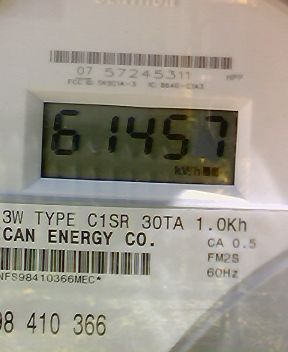 07 57245311
61457
kWh
3W TYPE C1SR 30TA 1.0Kh
CAN ENERGY CO.
CA 0.5
FM2S
60Hz
NFS98410366MEC*
98 410 366